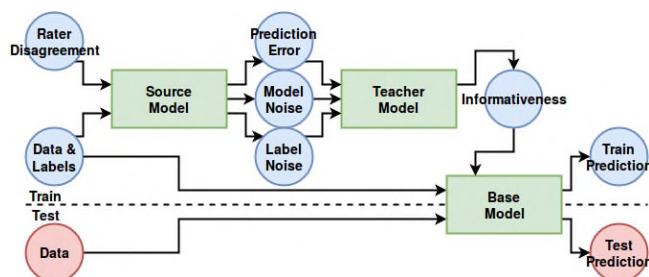 Rater
Disagreement
Prediction
Error
Source
Model
Model
Noise
Teacher
Model
Informativeness
Data &
Labels
Label
Noise
Train
Prediction
Train
Test
Base
Model
Data
Test
Prediction